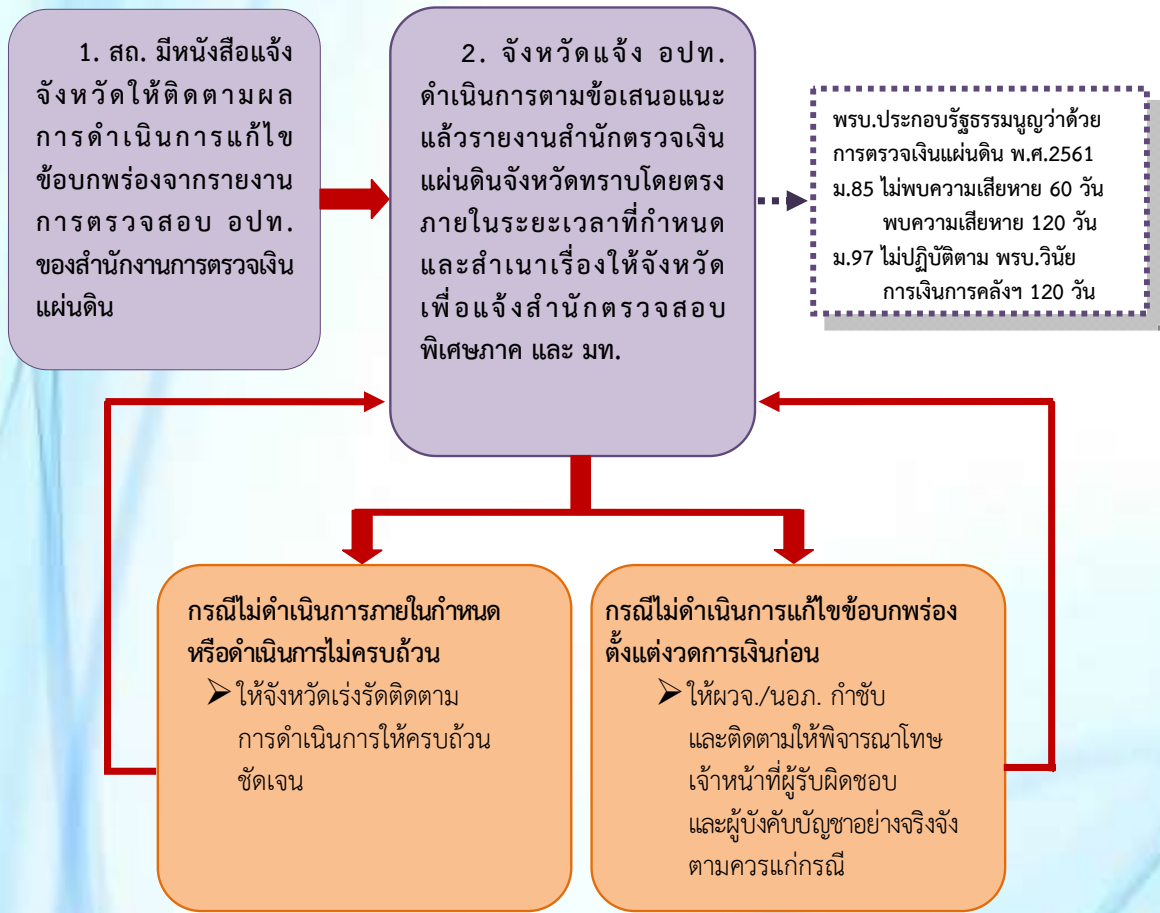 1. สถ. มีหนังสือแจ้ง
จังหวัดให้ติดตามผล
การดำเนินการแก้ไข
ข้อบกพร่องจากรายงาน
การตรวจสอบ อปท.
ของสำนักงานการตรวจเงิน
แผ่นดิน
2. จังหวัดแจ้ง อปท.
ดำเนินการตามข้อเสนอแนะ
แล้วรายงานสำนักตรวจเงิน
แผ่นดินจังหวัดทราบโดยตรง
ภายในระยะเวลาที่กำหนด
และสำเนาเรื่องให้จังหวัด
เพื่อแจ้งสำนักตรวจสอบ
พิเศษภาค และ มท.
พรบ.ประกอบรัฐธรรมนูญว่าด้วย
การตรวจเงินแผ่นดิน พ.ศ.2561
ม.85 ไม่พบความเสียหาย 60 วัน
พบความเสียหาย 120 วัน
ม.97 ไม่ปฏิบัติตาม พรบ.วินัย
การเงินการคลังฯ 120 วัน
กรณีไม่ดำเนินการภายในกำหนด
หรือดำเนินการไม่ครบถ้วน
➢ ให้จังหวัดเร่งรัดติดตาม
การดำเนินการให้ครบถ้วน
ชัดเจน
กรณีไม่ดำเนินการแก้ไขข้อบกพร่อง
ตั้งแต่งวดการเงินก่อน
➢ ให้ผวจ./นอภ. กำชับ
และติดตามให้พิจารณาโทษ
เจ้าหน้าที่ผู้รับผิดชอบ
และผู้บังคับบัญชาอย่างจริงจัง
ตามควรแก่กรณี